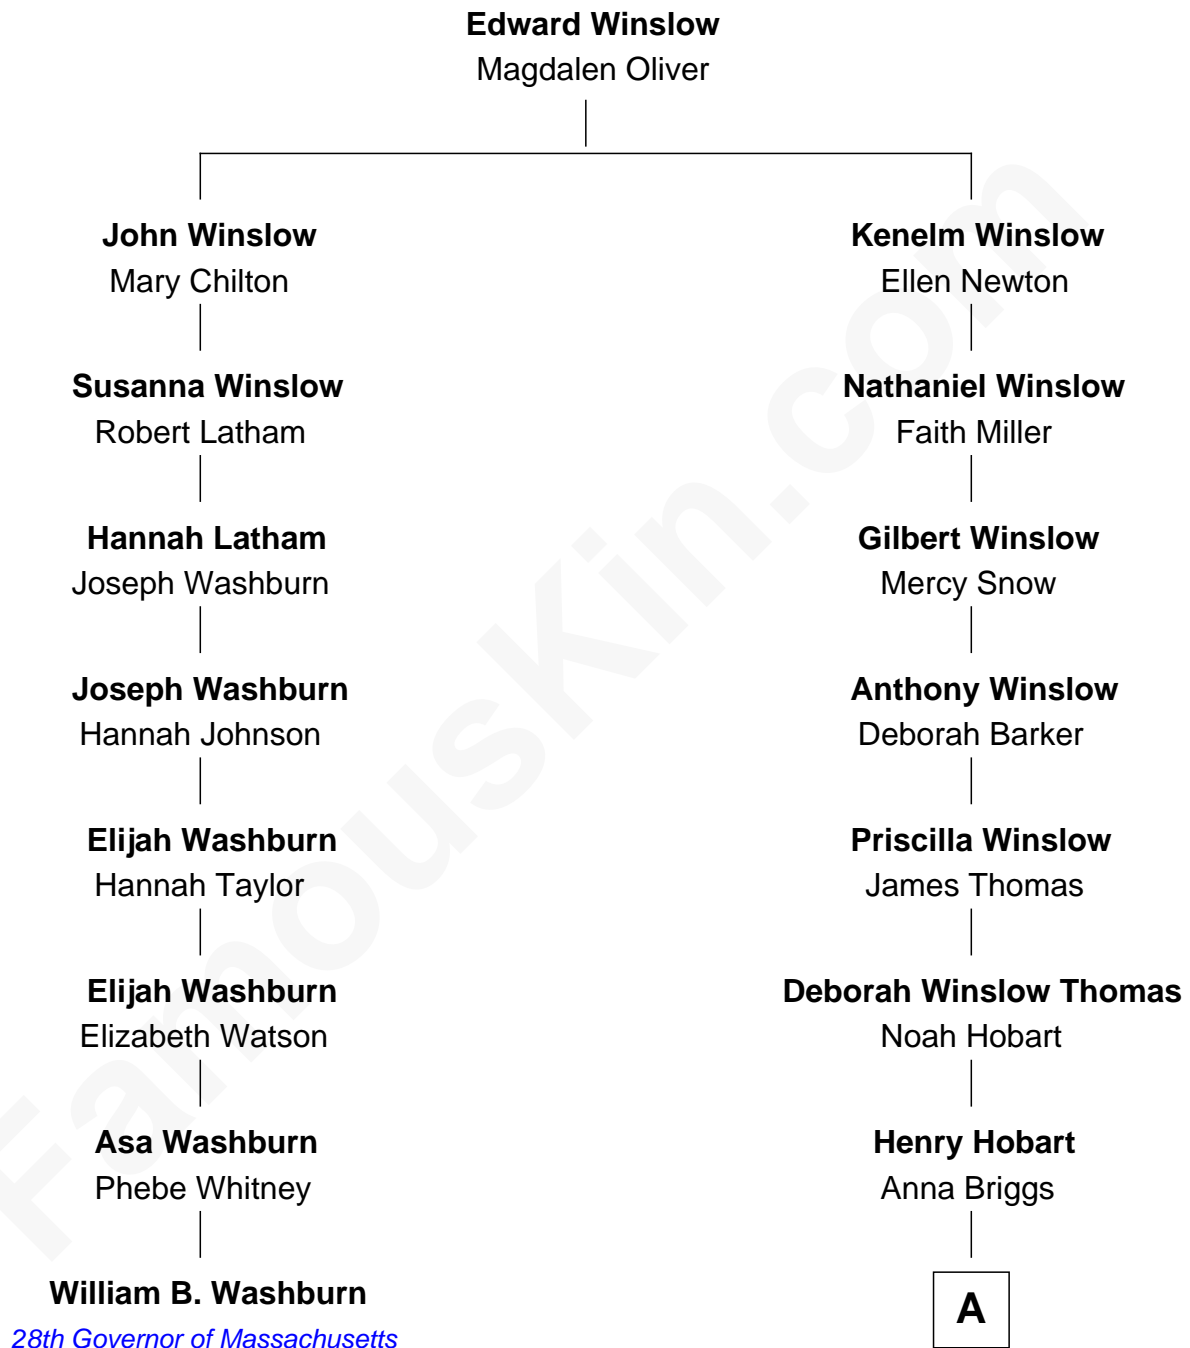 Edward Winslow
Magdalen Oliver
John Winslow
Mary Chilton
Kenelm Winslow
Ellen Newton
Susanna Winslow
Robert Latham
Nathaniel Winslow
Faith Miller
Hannah Latham
Joseph Washburn
Gilbert Winslow
Mercy Snow
Joseph Washburn
Hannah Johnson
Anthony Winslow
Deborah Barker
Elijah Washburn
Hannah Taylor
Priscilla Winslow
James Thomas
Elijah Washburn
Elizabeth Watson
Deborah Winslow Thomas
Noah Hobart
Asa Washburn
Phebe Whitney
Henry Hobart
Anna Briggs
William B. Washburn
28th Governor of Massachusetts
A
FamousKin.com